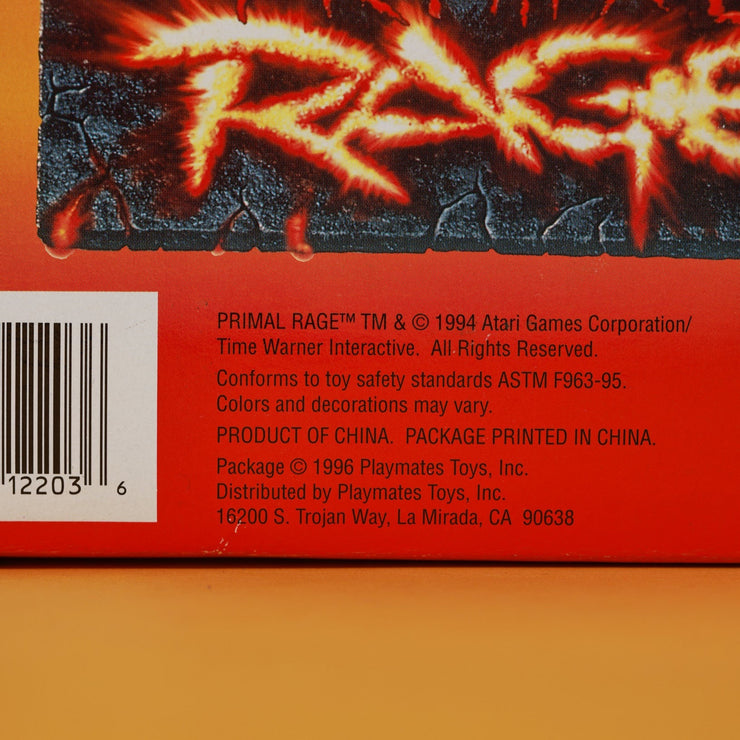 RAGE
PRIMAL RAGE™ TM & © 1994 Atari Games Corporation/
Time Warner Interactive. All Rights Reserved.
Conforms to toy safety standards ASTM F963-95.
Colors and decorations may vary.
PRODUCT OF CHINA. PACKAGE PRINTED IN CHINA.
Package © 1996 Playmates Toys, Inc.
Distributed by Playmates Toys, Inc.
16200 S. Trojan Way, La Mirada, CA 90638
12203 6